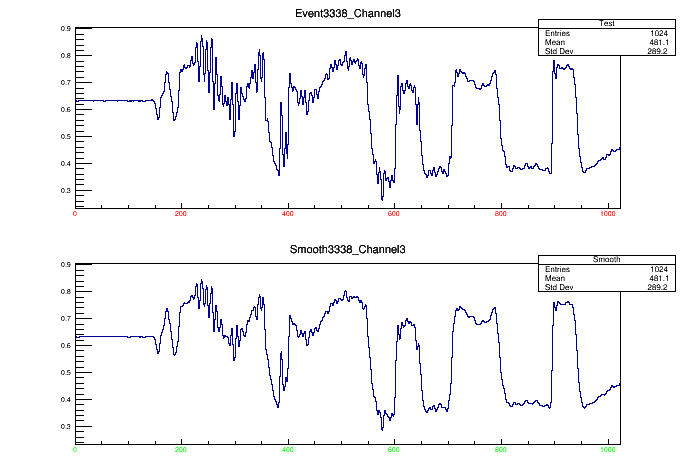 Event3338_Channel3
Test
Entries 1024
Mean 481.1
Std Dev 289.2
0.9
0.8
0.7
0.6
0.5
0.4
0.3
0 200 400 600 800 1000
Smooth3338_Channel3
Smooth
Entries 1024
Mean 481.1
Std Dev 289.2
0.9
0.8
0.7
0.6
0.5
0.4
0.3
0 200 400 600 800 1000